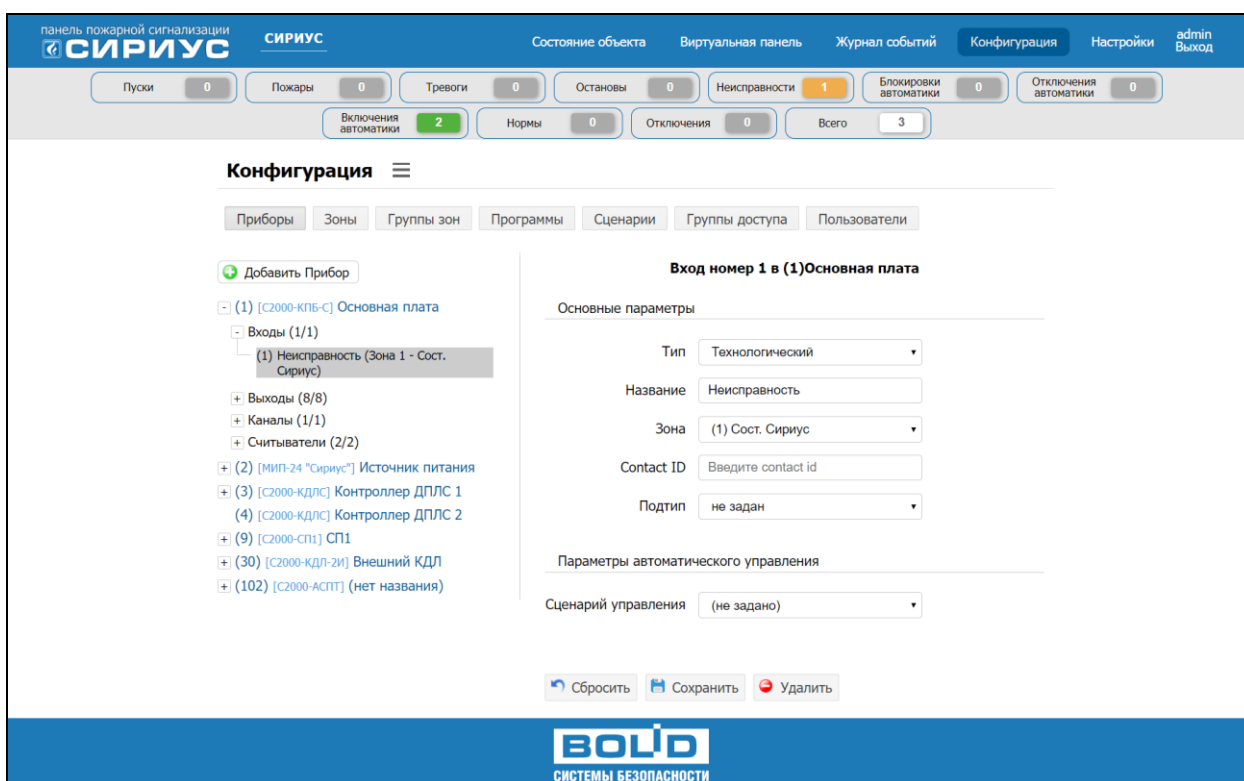 панель пожарной сигнализации
СИРИУС
СИРИУС
Состояние объекта Виртуальная панель Журнал событий Конфигурация Настройки admin
Выход
Пуски 0 Пожары 0 Тревоги 0 Остановы 0 Неисправности 1 Блокировки автоматики 0 Отключения автоматики 0
Включения автоматики 2 Нормы 0 Отключения 0 Всего 3
Конфигурация
Приборы Зоны Группы зон Программы Сценарии Группы доступа Пользователи
Добавить Прибор
- (1) [С2000-КПБ-С] Основная плата
- Входы (1/1)
(1) Неисправность (Зона 1 - Сост.
Сириус)
+ Выходы (8/8)
+ Каналы (1/1)
+ Считыватели (2/2)
+ (2) [МИП-24 "Сириус"] Источник питания
+ (3) [С2000-КДЛС] Контроллер ДПЛС 1
(4) [С2000-КДЛС] Контроллер ДПЛС 2
+ (9) [С2000-СП1] СП1
+ (30) [С2000-КДЛ-2И] Внешний КДЛ
+ (102) [С2000-АСПТ] (нет названия)
Вход номер 1 в (1)Основная плата
Основные параметры
Тип Технологический
Название Неисправность
Зона (1) Сост. Сириус
Contact ID Введите contact id
Подтип не задан
Параметры автоматического управления
Сценарий управления (не задано)
Сбросить Сохранить Удалить
BOLID
СИСТЕМЫ БЕЗОПАСНОСТИ